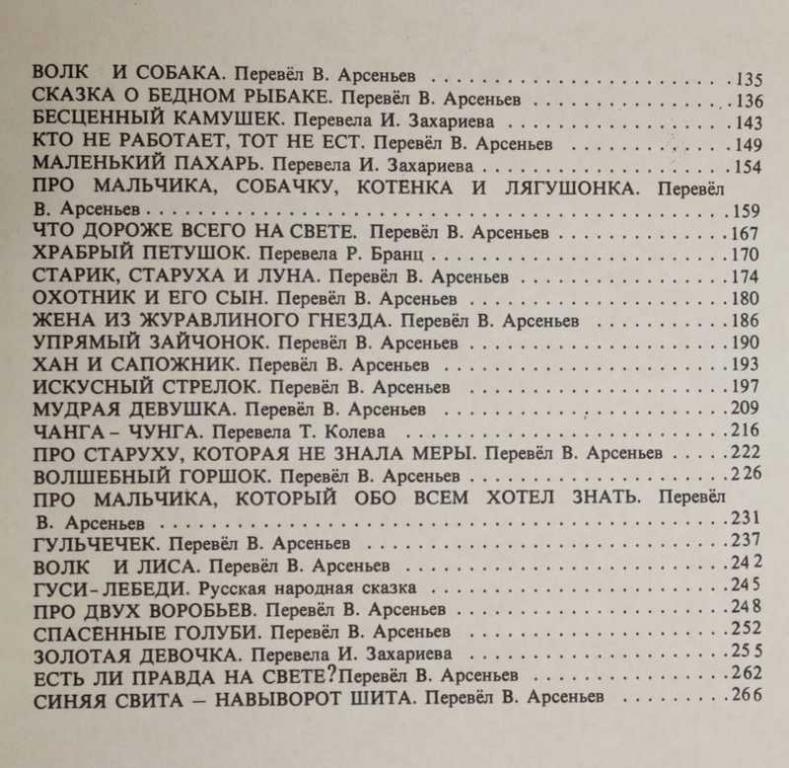 ВОЛК И СОБАКА. Перевёл В. Арсеньев . . . . . . . . . . . . . . . . . . . . 135
СКАЗКА О БЕДНОМ РЫБАКЕ. Перевёл В. Арсеньев . . . . . . . . . . . . . 136
БЕСЦЕННЫЙ КАМУШЕК. Перевела И. Захариева . . . . . . . . . . . . . . . 143
КТО НЕ РАБОТАЕТ, ТОТ НЕ ЕСТ. Перевёл В. Арсеньев . . . . . . . . . . . 149
МАЛЕНЬКИЙ ПАХАРЬ. Перевела И. Захариева . . . . . . . . . . . . . . . . 154
ПРО МАЛЬЧИКА, СОБАЧКУ, КОТЕНКА И ЛЯГУШОНКА. Перевёл
В. Арсеньев . . . . . . . . . . . . . . . . . . . . . . . . . . . . . . . . . . . . 159
ЧТО ДОРОЖЕ ВСЕГО НА СВЕТЕ. Перевёл В. Арсеньев . . . . . . . . . . . 167
ХРАБРЫЙ ПЕТУШОК. Перевела Р. Бранц . . . . . . . . . . . . . . . . . . . 170
СТАРИК, СТАРУХА И ЛУНА. Перевёл В. Арсеньев . . . . . . . . . . . . . . 174
ОХОТНИК И ЕГО СЫН. Перевёл В. Арсеньев . . . . . . . . . . . . . . . . . 180
ЖЕНА ИЗ ЖУРАВЛИНОГО ГНЕЗДА. Перевёл В. Арсеньев . . . . . . . . . 186
УПРЯМЫЙ ЗАЙЧОНОК. Перевёл В. Арсеньев . . . . . . . . . . . . . . . . . 190
ХАН И САПОЖНИК. Перевёл В. Арсеньев . . . . . . . . . . . . . . . . . . . 193
ИСКУСНЫЙ СТРЕЛОК. Перевёл В. Арсеньев . . . . . . . . . . . . . . . . . 197
МУДРАЯ ДЕВУШКА. Перевёл В. Арсеньев . . . . . . . . . . . . . . . . . . . 209
ЧАНГА – ЧУНГА. Перевела Т. Колева . . . . . . . . . . . . . . . . . . . . . 216
ПРО СТАРУХУ, КОТОРАЯ НЕ ЗНАЛА МЕРЫ. Перевёл В. Арсеньев . . . . . 222
ВОЛШЕБНЫЙ ГОРШОК. Перевёл В. Арсеньев . . . . . . . . . . . . . . . . . 226
ПРО МАЛЬЧИКА, КОТОРЫЙ ОБО ВСЕМ ХОТЕЛ ЗНАТЬ. Перевёл
В. Арсеньев . . . . . . . . . . . . . . . . . . . . . . . . . . . . . . . . . . . . 231
ГУЛЬЧЕЧЕК. Перевёл В. Арсеньев . . . . . . . . . . . . . . . . . . . . . . . 237
ВОЛК И ЛИСА. Перевёл В. Арсеньев . . . . . . . . . . . . . . . . . . . . . 242
ГУСИ–ЛЕБЕДИ. Русская народная сказка . . . . . . . . . . . . . . . . . . . 245
ПРО ДВУХ ВОРОБЬЕВ. Перевёл В. Арсеньев . . . . . . . . . . . . . . . . . 248
СПАСЕННЫЕ ГОЛУБИ. Перевёл В. Арсеньев . . . . . . . . . . . . . . . . . 252
ЗОЛОТАЯ ДЕВОЧКА. Перевела И. Захариева . . . . . . . . . . . . . . . . . 255
ЕСТЬ ЛИ ПРАВДА НА СВЕТЕ? Перевёл В. Арсеньев . . . . . . . . . . . . . 262
СИНЯЯ СВИТА – НАВЫВОРОТ ШИТА. Перевёл В. Арсеньев . . . . . . . . 266